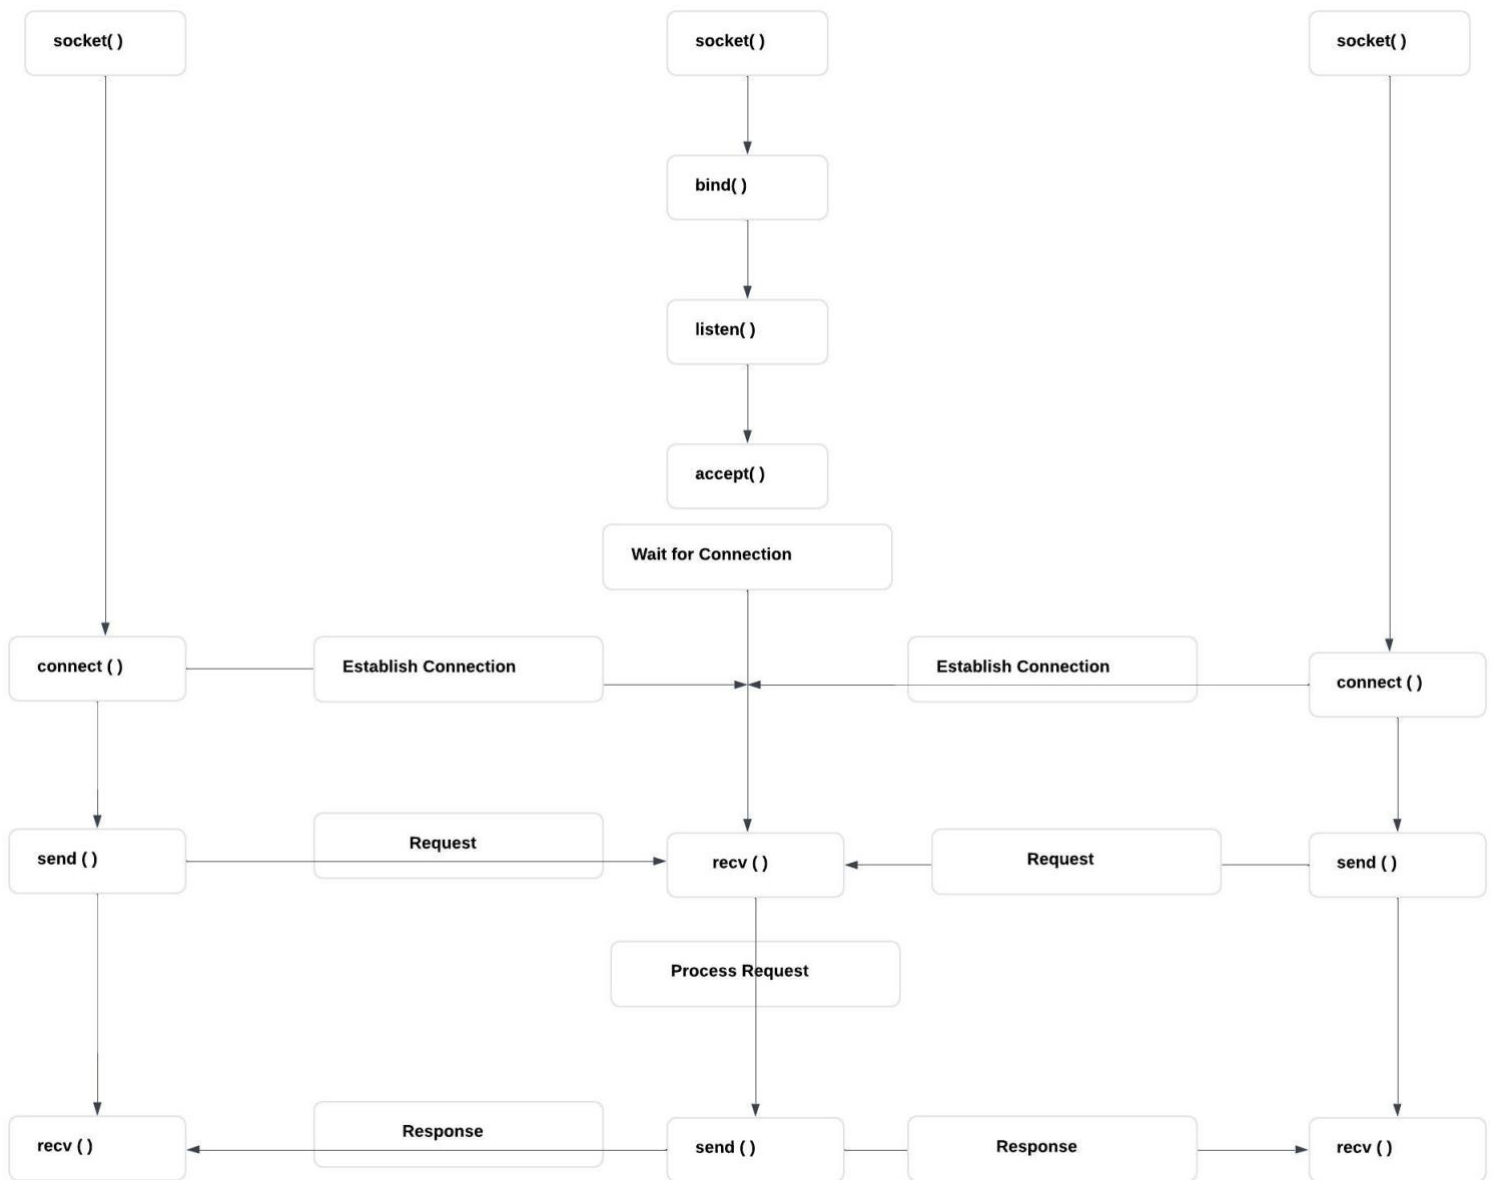 socket( )
socket( )
socket( )
bind( )
listen( )
accept( )
Wait for Connection
connect ( )
Establish Connection
Establish Connection
connect ( )
send ( )
Request
recv ( )
Request
send ( )
Process Request
recv ( )
Response
send ( )
Response
recv ( )